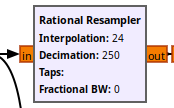 Rational Resampler
Interpolation: 24
in Decimation: 250 out
Taps:
Fractional BW: 0